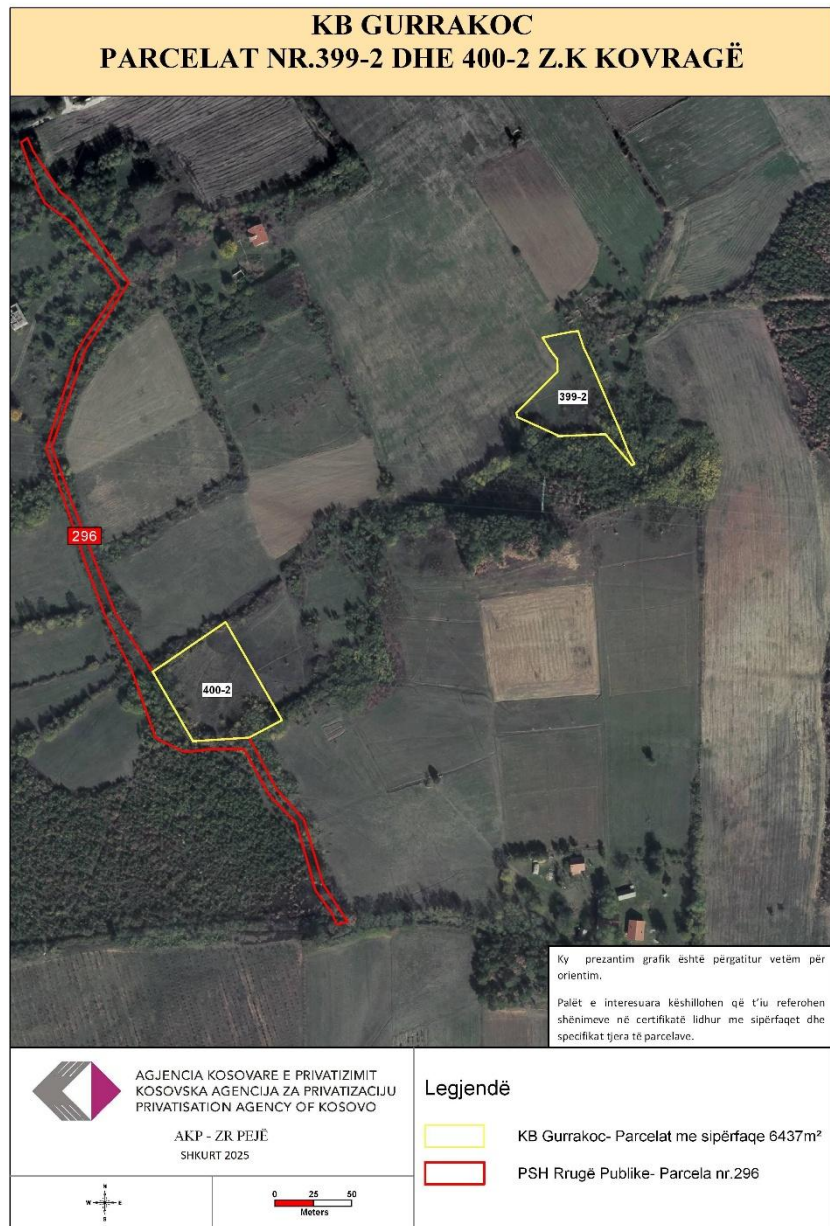 KB GURRAKOC
PARCELAT NR.399-2 DHE 400-2 Z.K KOVRAGË
399-2
296
400-2
Ky prezantim grafik është përgatitur vetëm për
orientim.
Palët e interesuara këshillohen që t’iu referohen
shënimeve në certifikatë lidhur me sipërfaqet dhe
specifikat tjera të parcelave.
AGJENCIA KOSOVARE E PRIVATIZIMIT
KOSOVSKA AGENCIJA ZA PRIVATIZACIJU
PRIVATISATION AGENCY OF KOSOVO
AKP - ZR PEJË
SHKURT 2025
Legjendë
KB Gurrakoc- Parcelat me sipërfaqe 6437m²
PSH Rrugë Publike- Parcela nr.296
N
W E
S
0 25 50
Meters